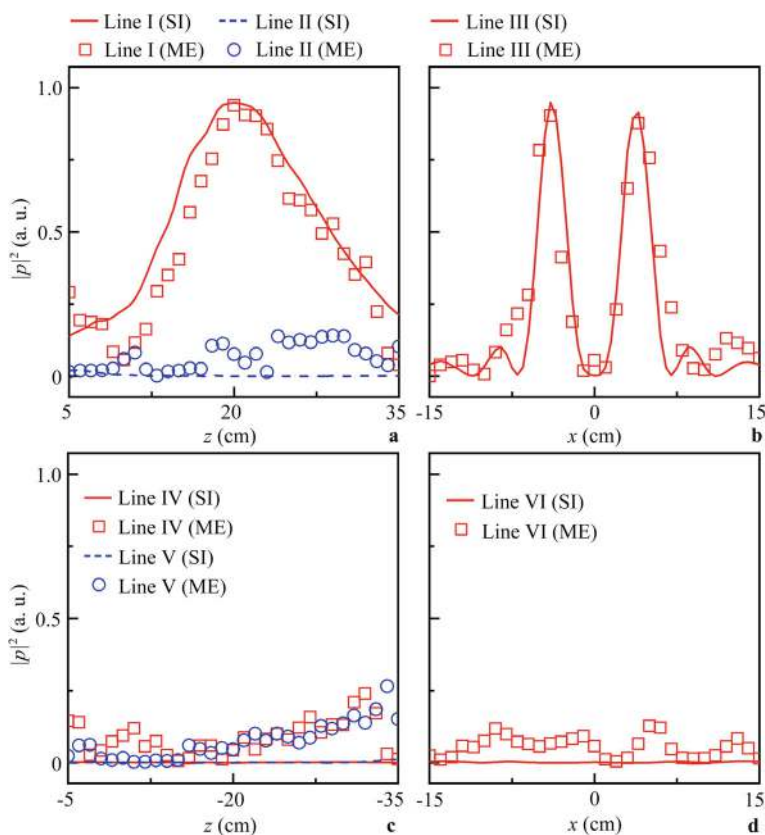 Line I (SI) Line II (SI) Line III (SI)
Line I (ME) Line II (ME) Line III (ME)
1.0
0.5
0
|p|² (a. u.)
5 20 35
z (cm) a
-15 0 15
x (cm) b
1.0
0.5
0
|p|² (a. u.)
Line IV (SI)
Line IV (ME)
Line V (SI)
Line V (ME)
-5 -20 -35
z (cm) c
Line VI (SI)
Line VI (ME)
-15 0 15
x (cm) d